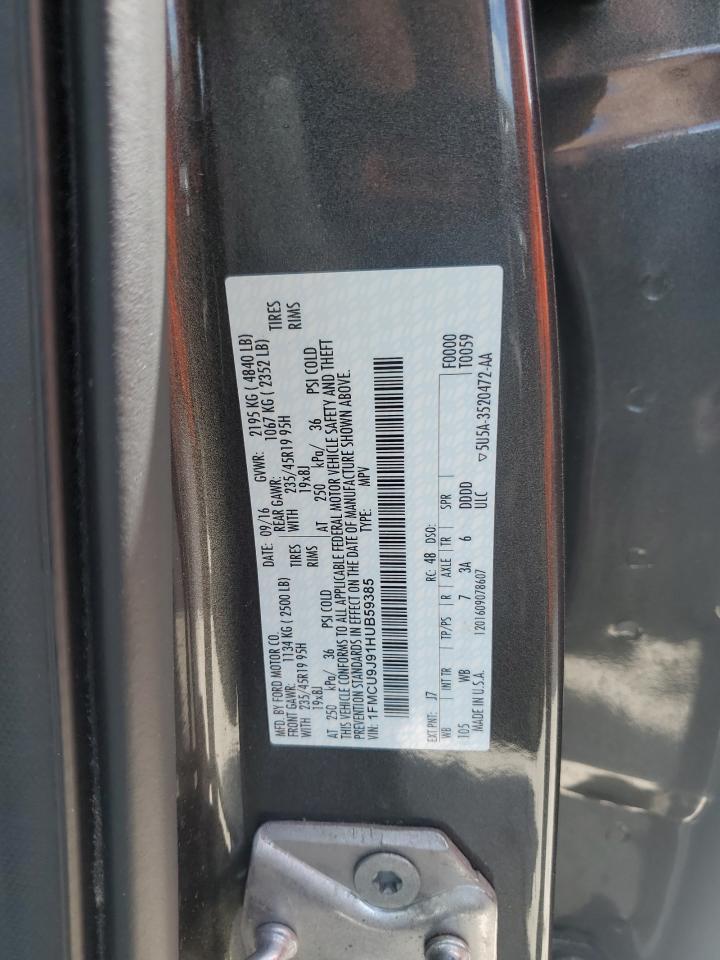 MFD. BY FORD MOTOR CO. DATE: 09/16 GVWR: 2195 KG ( 4840 LB)
FRONT GAWR: 1134 KG ( 2500 LB) REAR GAWR: 1067 KG ( 2352 LB)
WITH 235/45R19 95H TIRES WITH 235/45R19 95H TIRES
19x8J RIMS 19x8J RIMS
AT 250 kPa/ 36 PSI COLD AT 250 kPa/ 36 PSI COLD
THIS VEHICLE CONFORMS TO ALL APPLICABLE FEDERAL MOTOR VEHICLE SAFETY AND THEFT
PREVENTION STANDARDS IN EFFECT ON THE DATE OF MANUFACTURE SHOWN ABOVE.
VIN: 1FMCU9J91HUB59385 TYPE: MPV
EXT PNT: J7 RC: 48 DSO: F0000
WB INT TR TP/PS R AXLE TR SPR T0059
105 WB 7 3A 6 DDDD
MADE IN U.S.A. 1201609078607 ULC ▽5U5A-3520472-AA